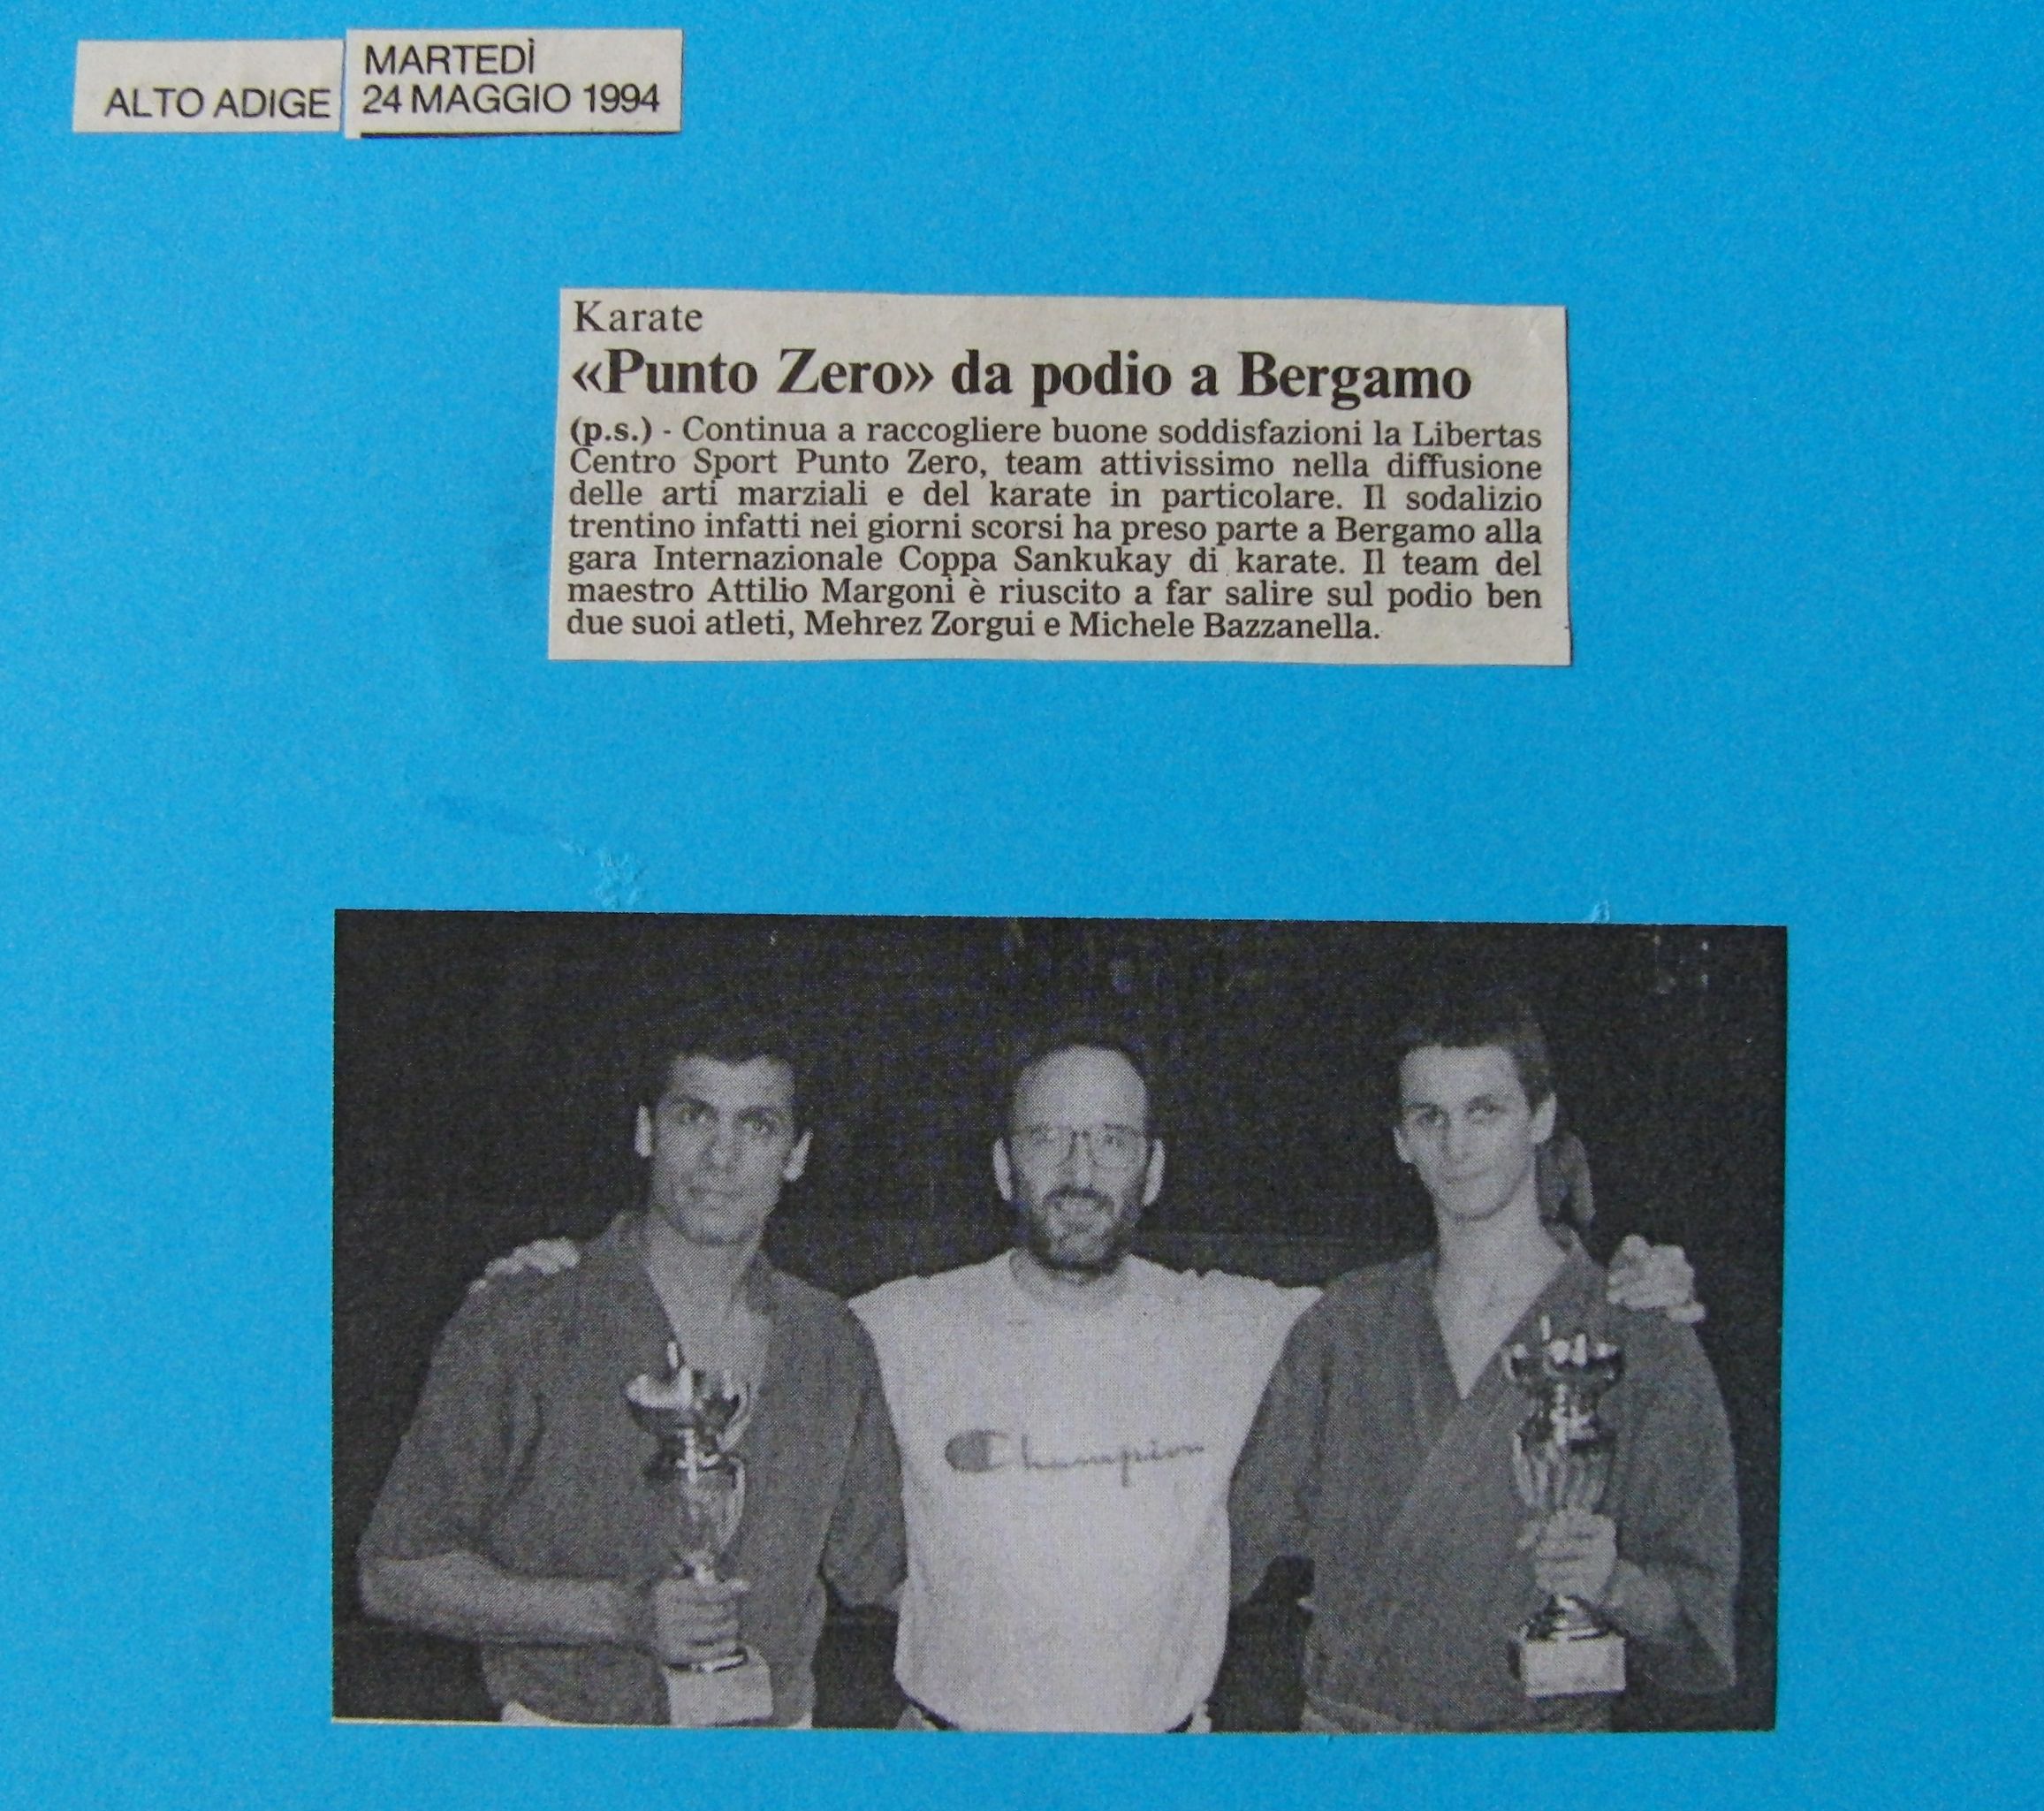 ALTO ADIGE
MARTEDÌ
24 MAGGIO 1994
Karate
«Punto Zero» da podio a Bergamo
(p.s.) - Continua a raccogliere buone soddisfazioni la Libertas
Centro Sport Punto Zero, team attivissimo nella diffusione
delle arti marziali e del karate in particolare. Il sodalizio
trentino infatti nei giorni scorsi ha preso parte a Bergamo alla
gara Internazionale Coppa Sankukay di karate. Il team del
maestro Attilio Margoni è riuscito a far salire sul podio ben
due suoi atleti, Mehrez Zorgui e Michele Bazzanella.
Champion